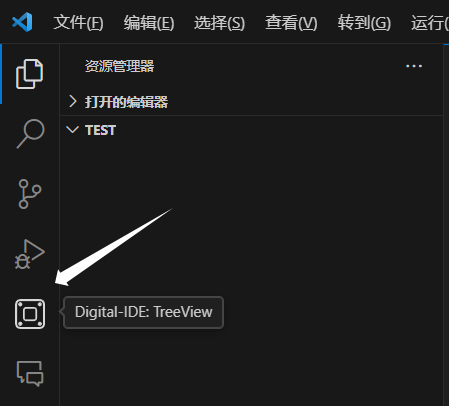 文件(F) 编辑(E) 选择(S) 查看(V) 转到(G) 运行(
资源管理器
打开的编辑器
TEST
Digital-IDE: TreeView